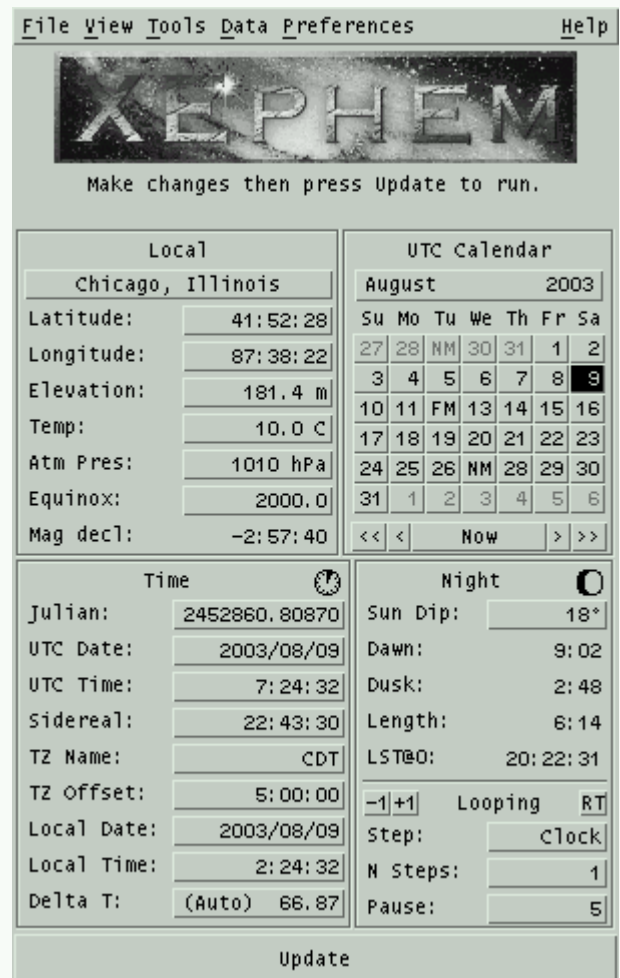 File View Tools Data Preferences Help
XEPHEM
Make changes then press Update to run.
Local
Chicago, Illinois
Latitude: 41:52:28
Longitude: 87:38:22
Elevation: 181.4 m
Temp: 10.0 C
Atm Pres: 1010 hPa
Equinox: 2000.0
Mag decl: -2:57:40
UTC Calendar
August 2003
Su Mo Tu We Th Fr Sa
27 28 NM 30 31 1 2
3 4 5 6 7 8 9
10 11 FM 13 14 15 16
17 18 19 20 21 22 23
24 25 26 NM 28 29 30
31 1 2 3 4 5 6
<< < Now > >>
Time
Julian: 2452860.80870
UTC Date: 2003/08/09
UTC Time: 7:24:32
Sidereal: 22:43:30
TZ Name: CDT
TZ Offset: 5:00:00
Local Date: 2003/08/09
Local Time: 2:24:32
Delta T: (Auto) 66.87
Night
Sun Dip: 18°
Dawn: 9:02
Dusk: 2:48
Length: 6:14
LST@0: 20:22:31
-1 +1 Looping RT
Step: Clock
N Steps: 1
Pause: 5
Update